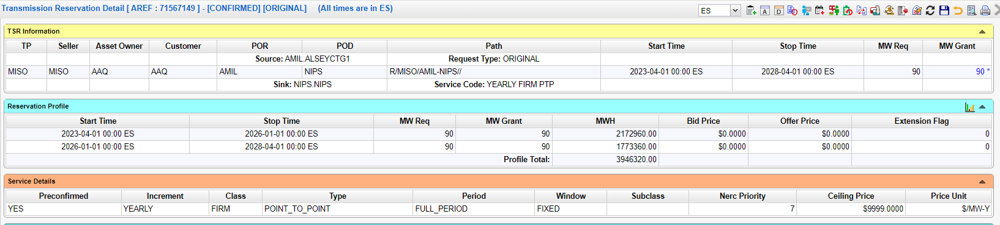 Transmission Reservation Detail [ AREF : 71567149 ] - [CONFIRMED] [ORIGINAL] (All times are in ES)
ES
A
D
TSR Information
TP Seller Asset Owner Customer POR POD Path Start Time Stop Time MW Req MW Grant
Source: AMIL.ALSEYCTG1 Request Type: ORIGINAL
MISO MISO AAQ AAQ AMIL NIPS R/MISO/AMIL-NIPS// 2023-04-01 00:00 ES 2028-04-01 00:00 ES 90 90 *
Sink: NIPS.NIPS Service Code: YEARLY FIRM PTP
Reservation Profile
Start Time Stop Time MW Req MW Grant MWH Bid Price Offer Price Extension Flag
2023-04-01 00:00 ES 2026-01-01 00:00 ES 90 90 2172960.00 $0.0000 $0.0000 0
2026-01-01 00:00 ES 2028-04-01 00:00 ES 90 90 1773360.00 $0.0000 $0.0000 0
Profile Total: 3946320.00
Service Details
Preconfirmed Increment Class Type Period Window Subclass Nerc Priority Ceiling Price Price Unit
YES YEARLY FIRM POINT_TO_POINT FULL_PERIOD FIXED 7 $9999.0000 $/MW-Y